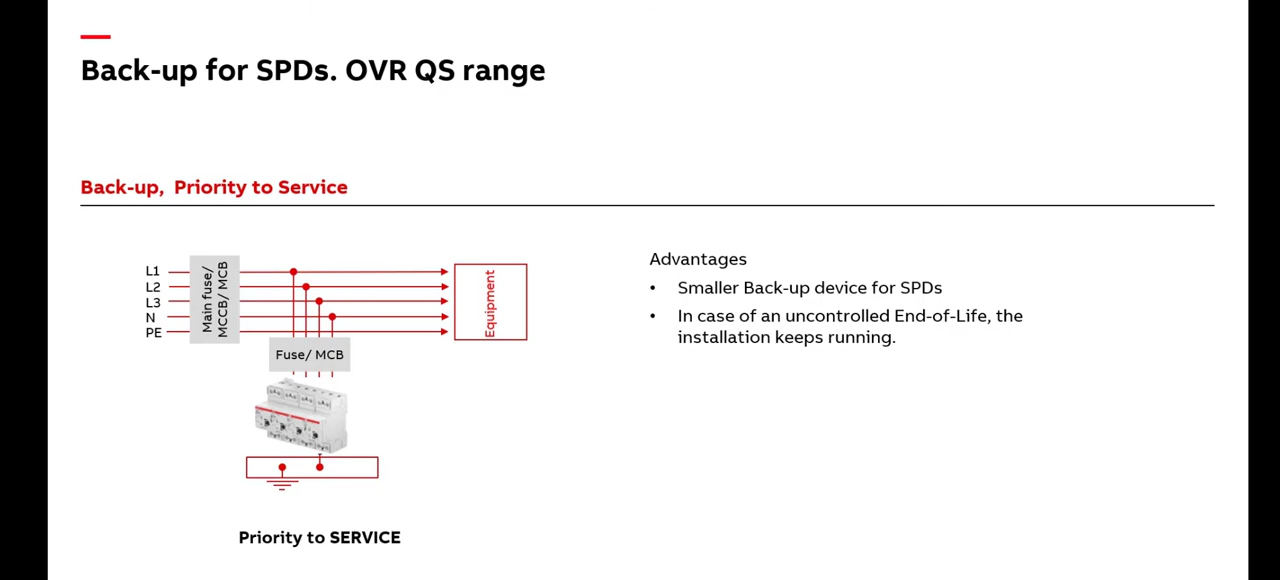 Back-up for SPDs. OVR QS range
Back-up, Priority to Service
L1
L2
L3
N
PE
Main fuse/
MCCB/ MCB
Equipment
Fuse/ MCB
Priority to SERVICE
Advantages
• Smaller Back-up device for SPDs
• In case of an uncontrolled End-of-Life, the
installation keeps running.